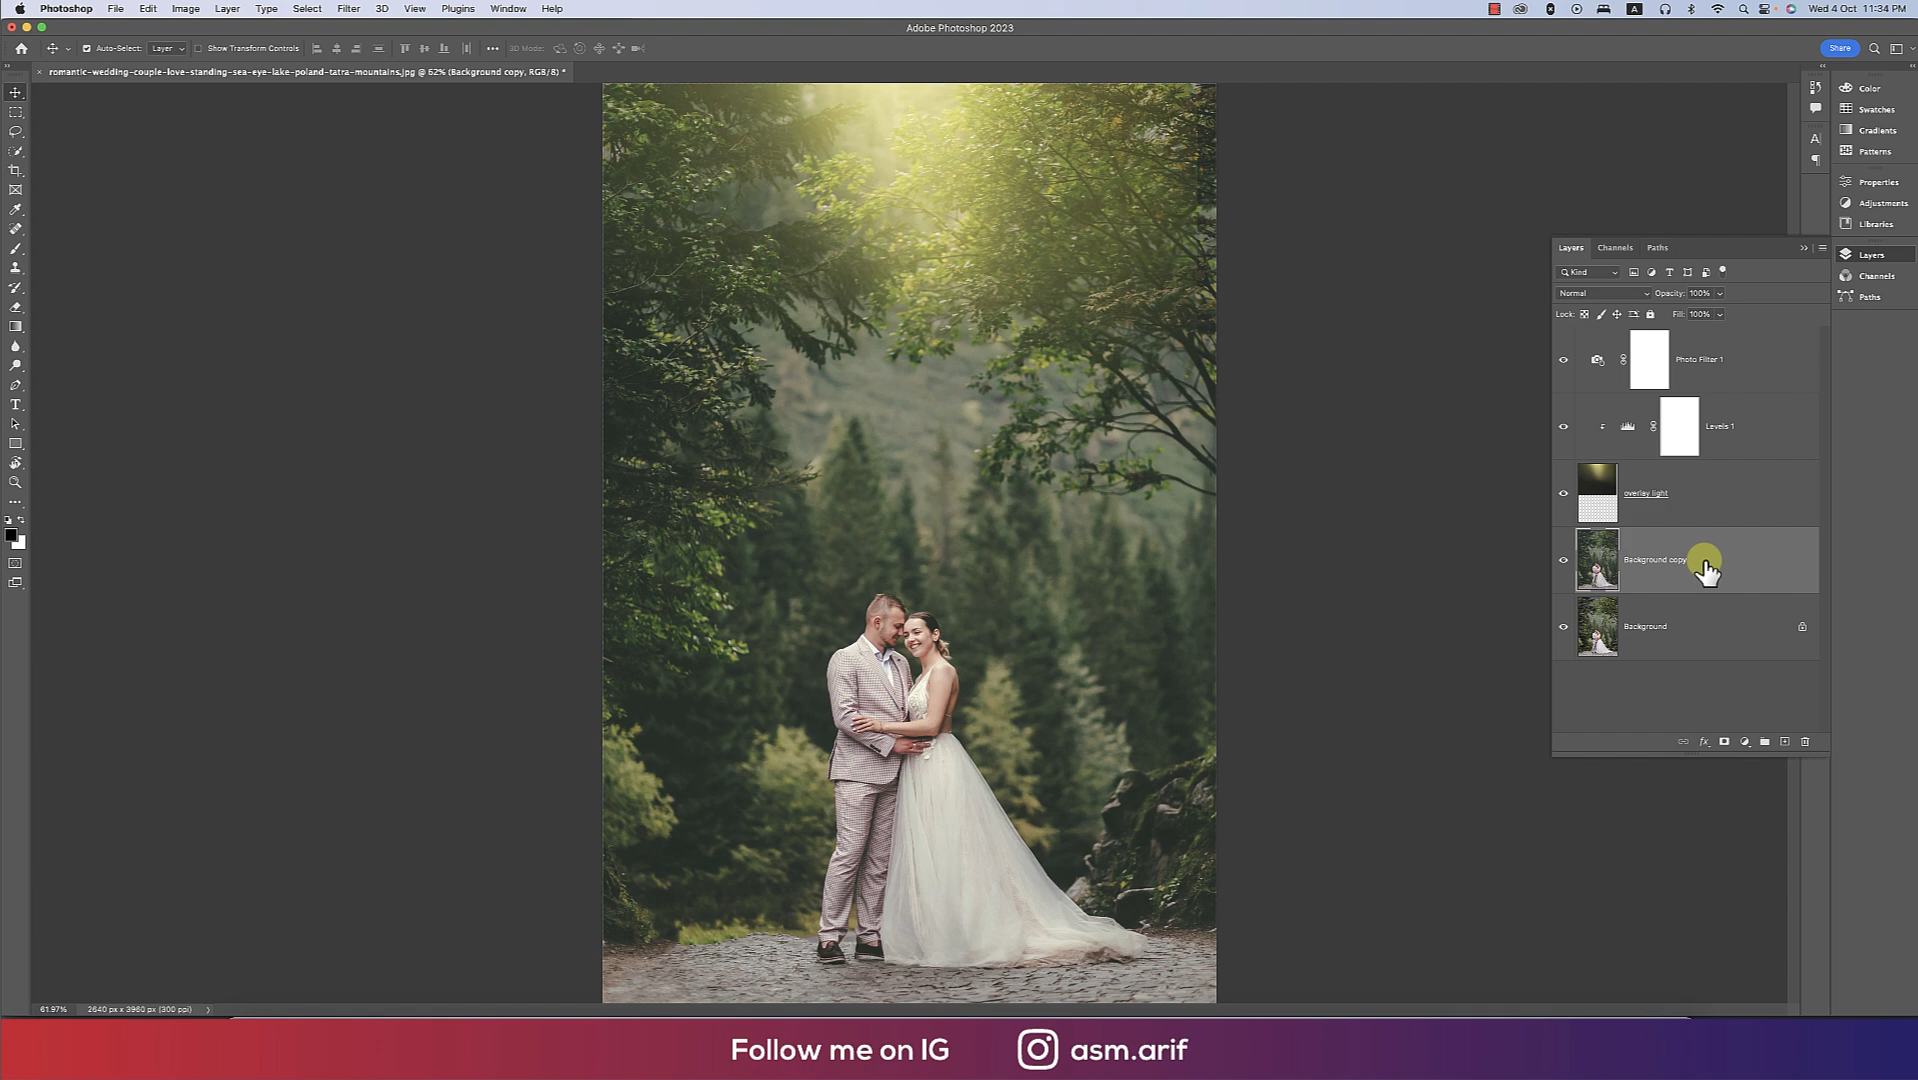 Photoshop File Edit Image Layer Type Select Filter 3D View Plugins Window Help
Wed 4 Oct 11:34 PM
Adobe Photoshop 2023
Auto-Select: Layer Show Transform Controls
3D Mode:
Share
romantic-wedding-couple-love-standing-sea-eye-lake-poland-tatra-mountains.jpg @ 62% (Background copy, RGB/8) *
Color
Swatches
Gradients
Patterns
Properties
Adjustments
Libraries
Layers
Channels
Paths
Layers Channels Paths
Kind
Normal Opacity: 100%
Lock: Fill: 100%
Photo Filter 1
Levels 1
overlay light
Background copy
Background
61.97% 2640 px x 3960 px (300 ppi)
Follow me on IG asm.arif